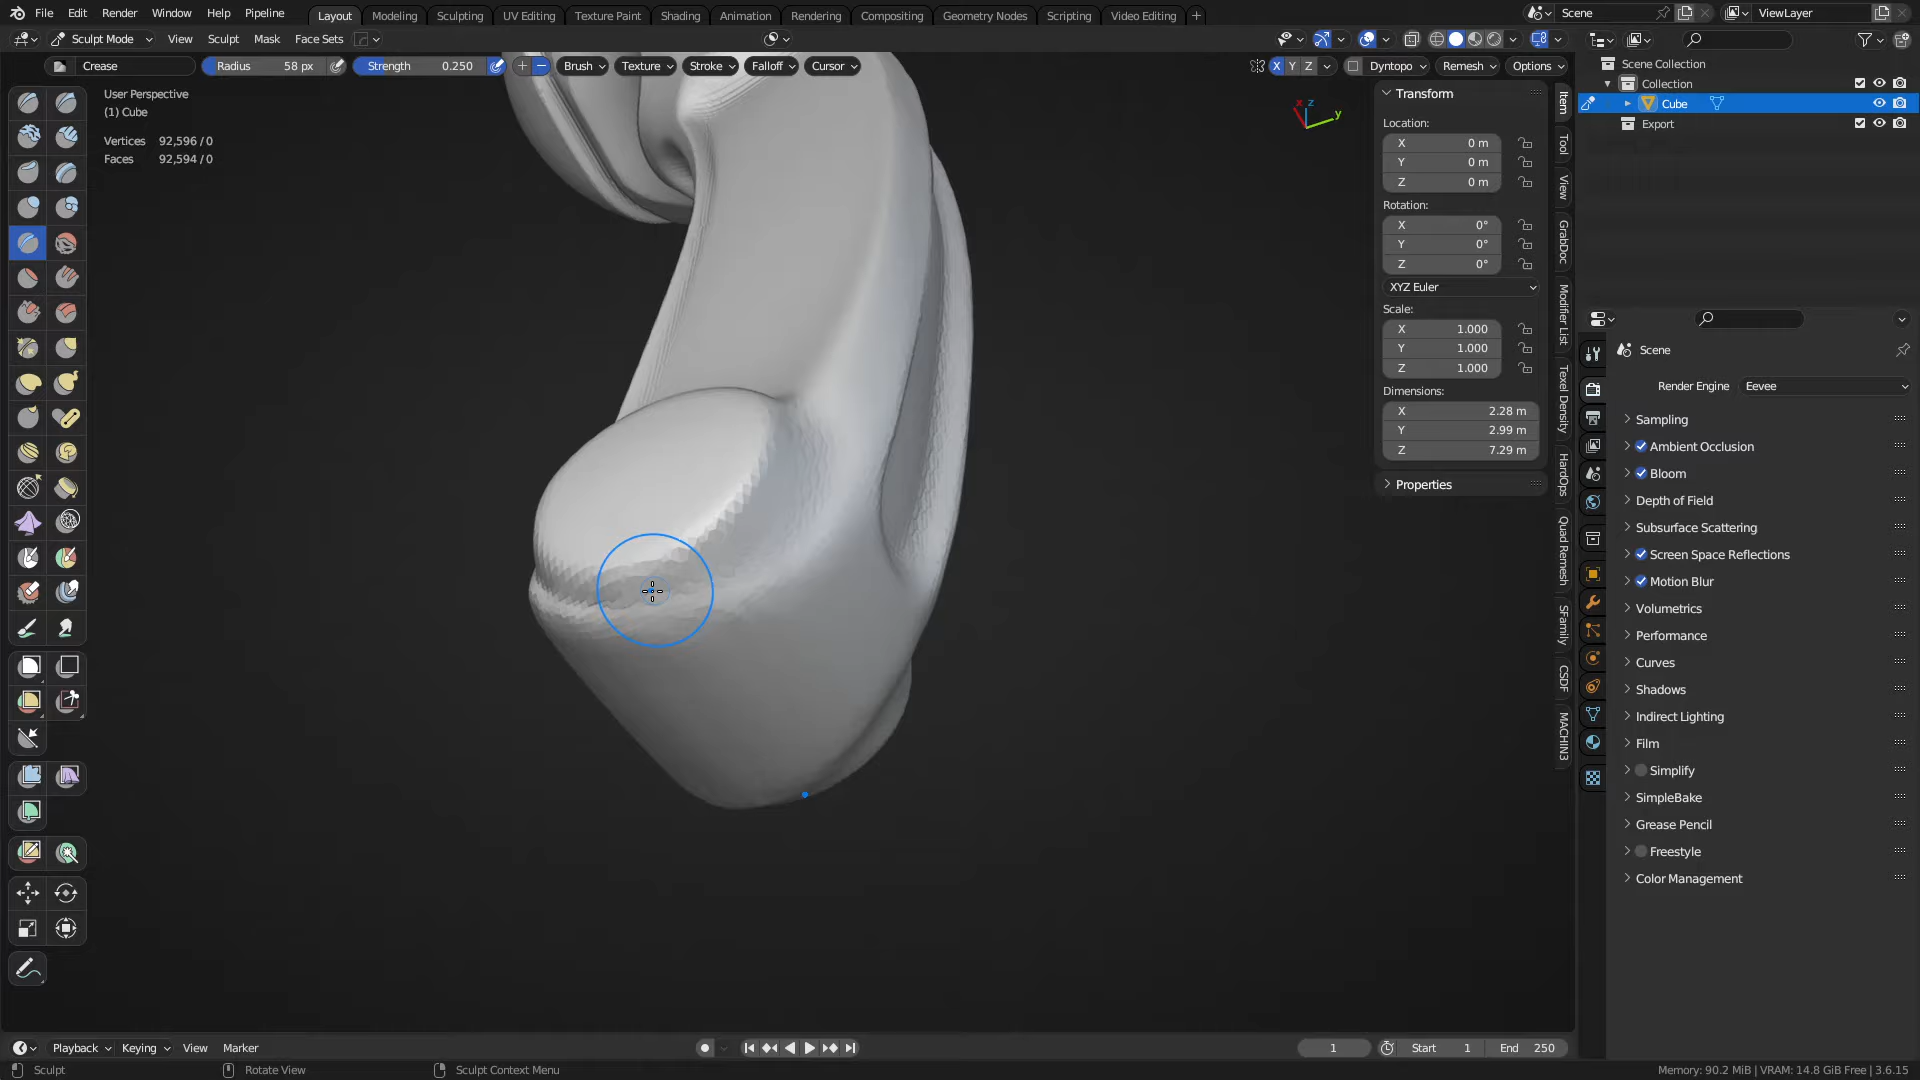 File Edit Render Window Help Pipeline Layout Modeling Sculpting UV Editing Texture Paint Shading Animation Rendering Compositing Geometry Nodes Scripting Video Editing + Scene ViewLayer
Sculpt Mode View Sculpt Mask Face Sets
Crease Radius 58 px Strength 0.250 Brush Texture Stroke Falloff Cursor X Y Z Dyntopo Remesh Options
User Perspective
(1) Cube
Vertices 92,596 / 0
Faces 92,594 / 0
X Z Y
Transform
Location:
X 0 m
Y 0 m
Z 0 m
Rotation:
X 0°
Y 0°
Z 0°
XYZ Euler
Scale:
X 1.000
Y 1.000
Z 1.000
Dimensions:
X 2.28 m
Y 2.99 m
Z 7.29 m
Properties
Item
Tool
View
GrabDoc
Modifier List
Texel Density
HardOps
Quad Remesh
SFamily
CSDF
MACHIN3
Scene Collection
Collection
Cube
Export
Scene
Render Engine Eevee
Sampling
Ambient Occlusion
Bloom
Depth of Field
Subsurface Scattering
Screen Space Reflections
Motion Blur
Volumetrics
Performance
Curves
Shadows
Indirect Lighting
Film
Simplify
SimpleBake
Grease Pencil
Freestyle
Color Management
Playback Keying View Marker 1 Start 1 End 250
Sculpt Rotate View Sculpt Context Menu Memory: 90.2 MiB | VRAM: 14.8 GiB Free | 3.6.15